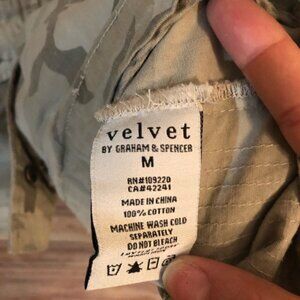 velvet
BY GRAHAM & SPENCER
M
RN#109220
CA#42241
MADE IN CHINA
100% COTTON
MACHINE WASH COLD
SEPARATELY
DO NOT BLEACH